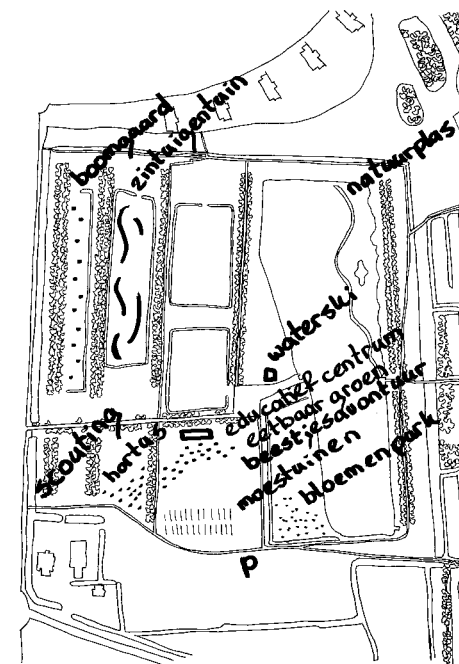 boomgaard
zintuigentuin
natuurplas
waterski
educatief centrum
eetbaar groen
beestjesavontuur
moestuinen
bloemenpark
scouting
hortus
P